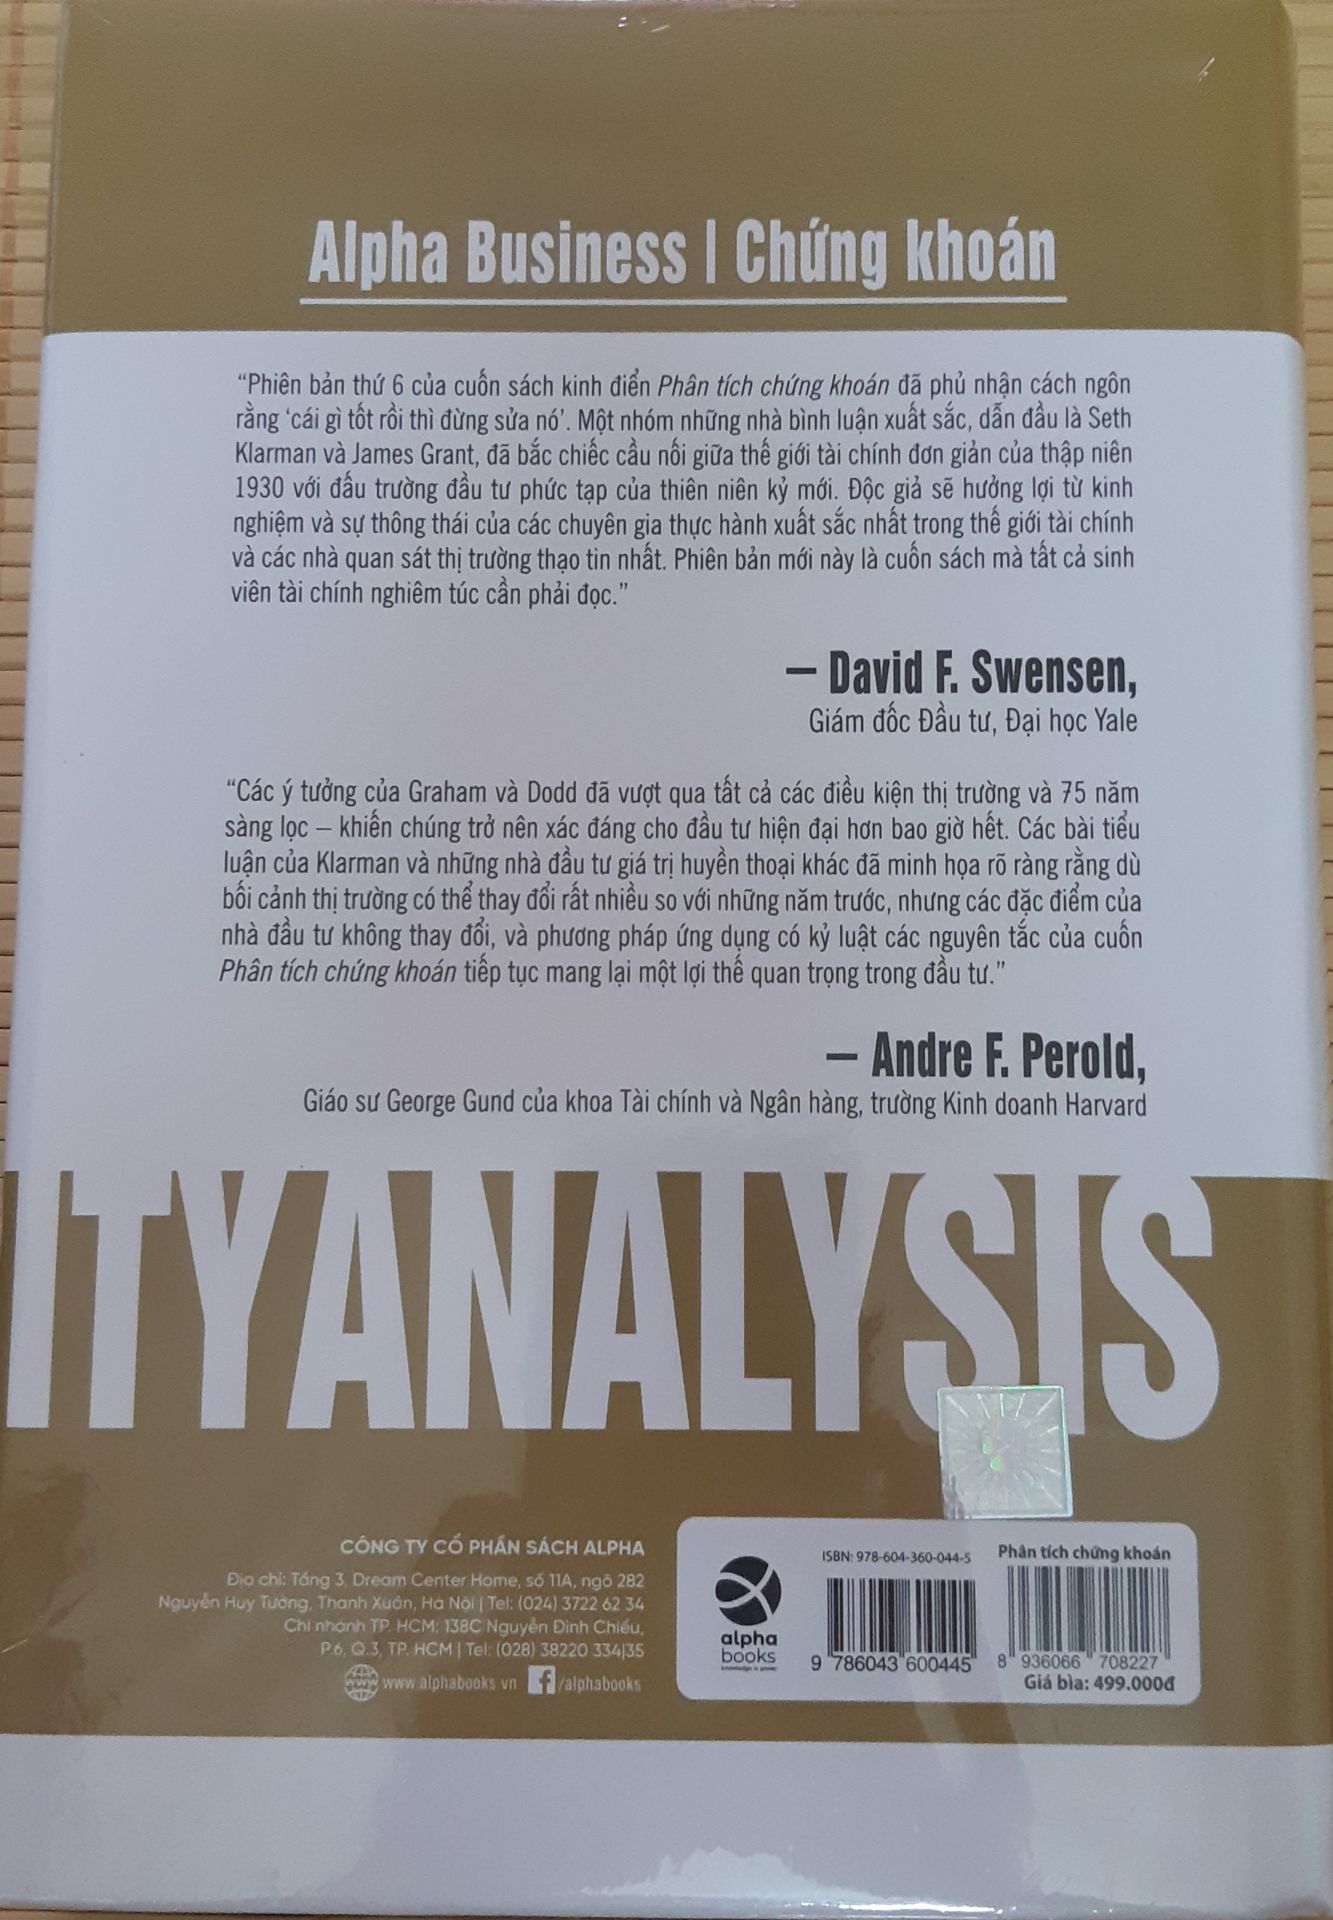 Alpha Business | Chứng khoán
“Phiên bản thứ 6 của cuốn sách kinh điển Phân tích chứng khoán đã phủ nhận cách ngôn
rằng ‘cái gì tốt rồi thì đừng sửa nó’. Một nhóm những nhà bình luận xuất sắc, dẫn đầu là Seth
Klarman và James Grant, đã bắc chiếc cầu nối giữa thế giới tài chính đơn giản của thập niên
1930 với đấu trường đầu tư phức tạp của thiên niên kỷ mới. Độc giả sẽ hưởng lợi từ kinh
nghiệm và sự thông thái của các chuyên gia thực hành xuất sắc nhất trong thế giới tài chính
và các nhà quan sát thị trường thạo tin nhất. Phiên bản mới này là cuốn sách mà tất cả sinh
viên tài chính nghiêm túc cần phải đọc.”
— David F. Swensen,
Giám đốc Đầu tư, Đại học Yale
“Các ý tưởng của Graham và Dodd đã vượt qua tất cả các điều kiện thị trường và 75 năm
sàng lọc – khiến chúng trở nên xác đáng cho đầu tư hiện đại hơn bao giờ hết. Các bài tiểu
luận của Klarman và những nhà đầu tư giá trị huyền thoại khác đã minh họa rõ ràng rằng dù
bối cảnh thị trường có thể thay đổi rất nhiều so với những năm trước, nhưng các đặc điểm của
nhà đầu tư không thay đổi, và phương pháp ứng dụng có kỷ luật các nguyên tắc của cuốn
Phân tích chứng khoán tiếp tục mang lại một lợi thế quan trọng trong đầu tư.”
— Andre F. Perold,
Giáo sư George Gund của khoa Tài chính và Ngân hàng, trường Kinh doanh Harvard
ITYANALYSIS
CÔNG TY CỔ PHẦN SÁCH ALPHA
Địa chỉ: Tầng 3, Dream Center Home, số 11A, ngõ 282
Nguyễn Huy Tưởng, Thanh Xuân, Hà Nội | Tel: (024) 3722 62 34
Chi nhánh TP. HCM: 138C Nguyễn Đình Chiểu,
P.6, Q.3, TP. HCM | Tel: (028) 38220 334|35
www www.alphabooks.vn f /alphabooks
alpha
books
knowledge is power
ISBN: 978-604-360-044-5
9 786043 600445
Phân tích chứng khoán
8 936066 708227
Giá bìa: 499.000đ